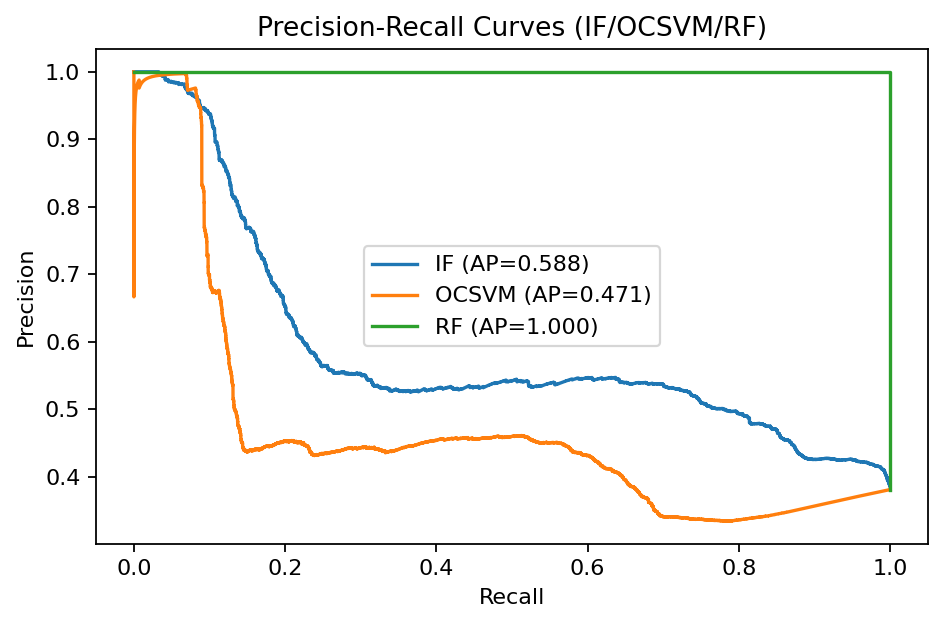 Precision-Recall Curves (IF/OCSVM/RF)
1.0
0.9
0.8
0.7
0.6
0.5
0.4
Precision
IF (AP=0.588)
OCSVM (AP=0.471)
RF (AP=1.000)
0.0 0.2 0.4 0.6 0.8 1.0
Recall